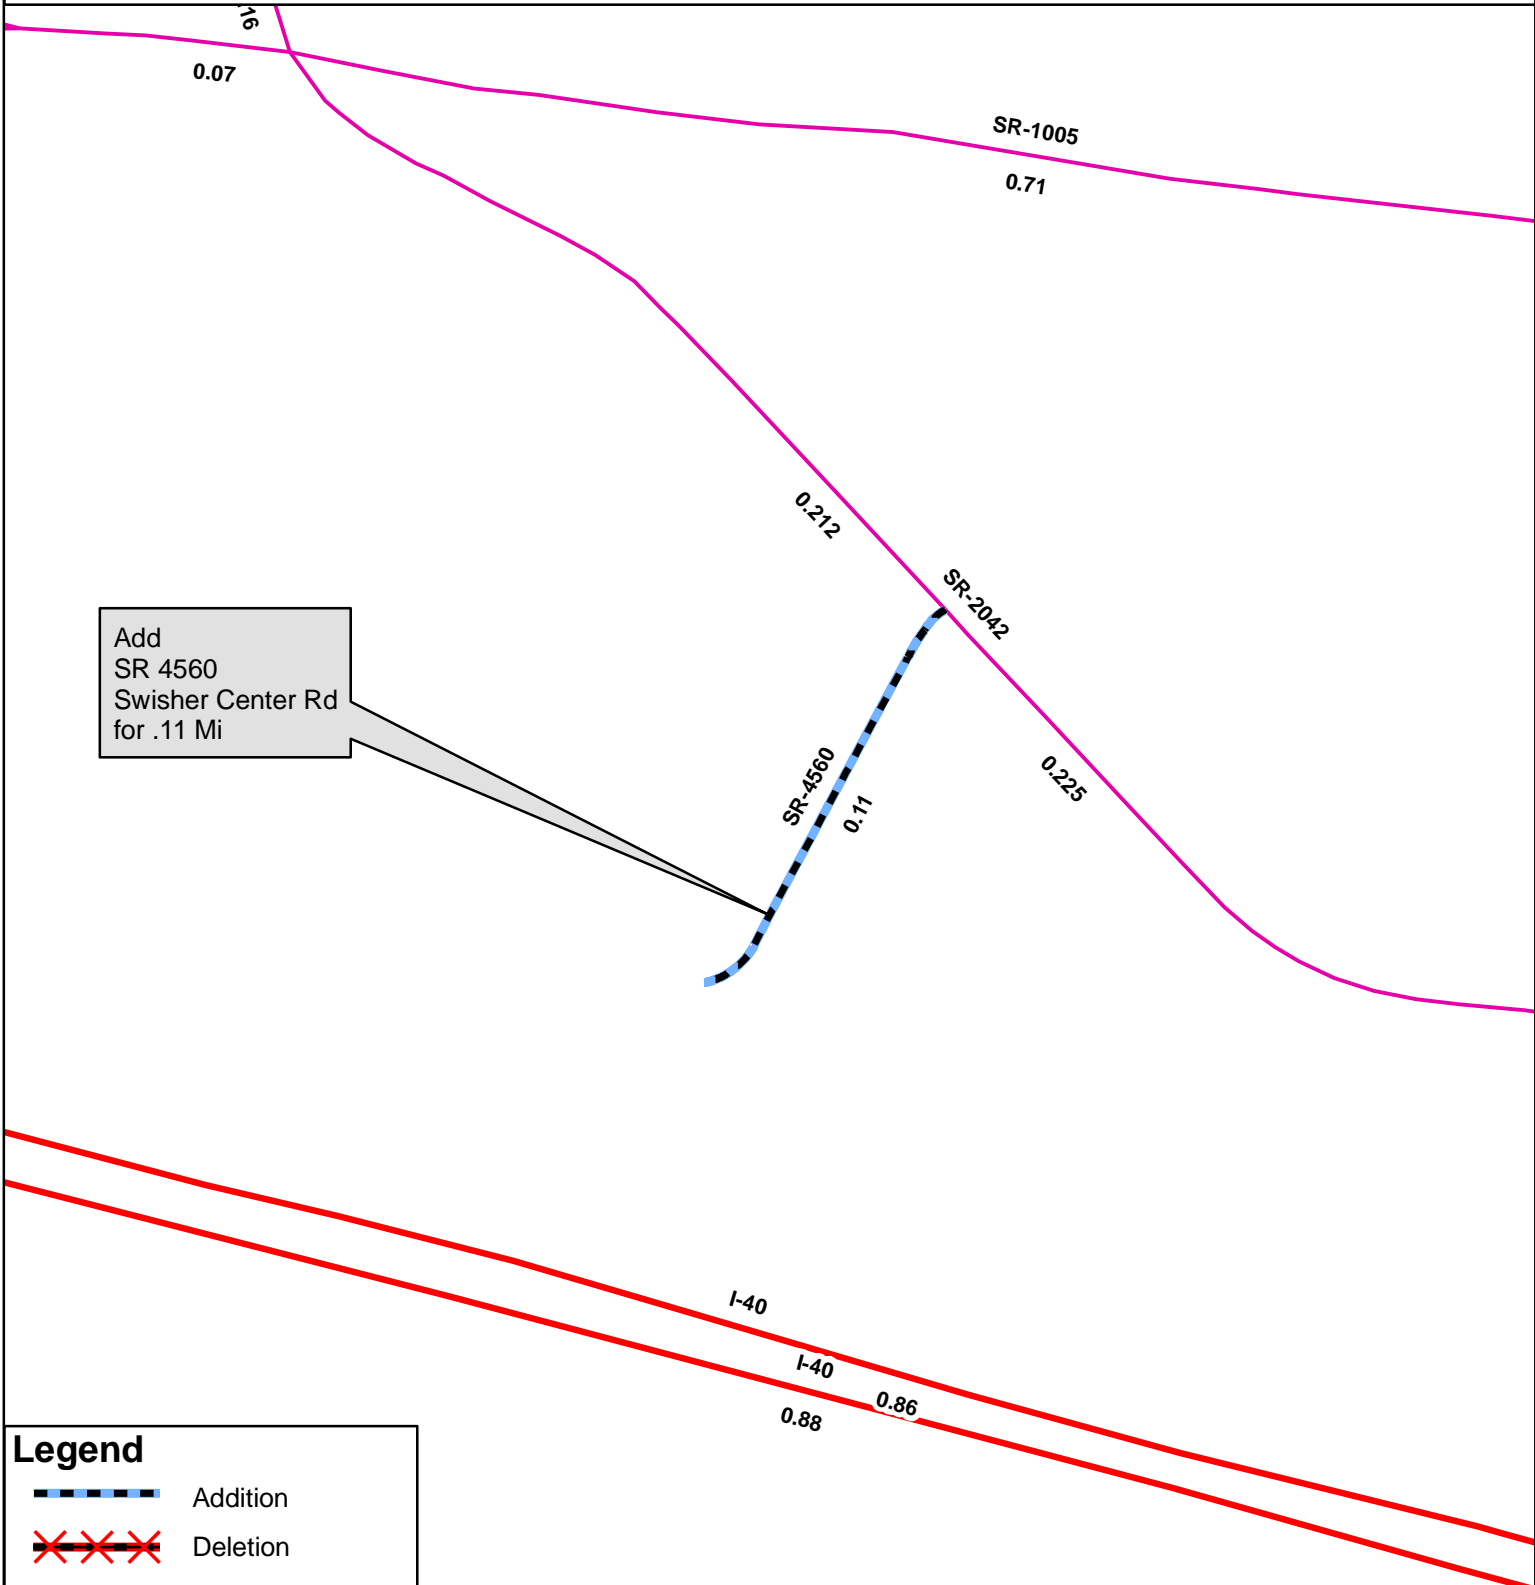 16
0.07
SR-1005
0.71
0.212
SR-2042
Add
SR 4560
Swisher Center Rd
for .11 Mi
SR-4560
0.11
0.225
I-40
I-40
0.86
0.88
Legend
Addition
Deletion